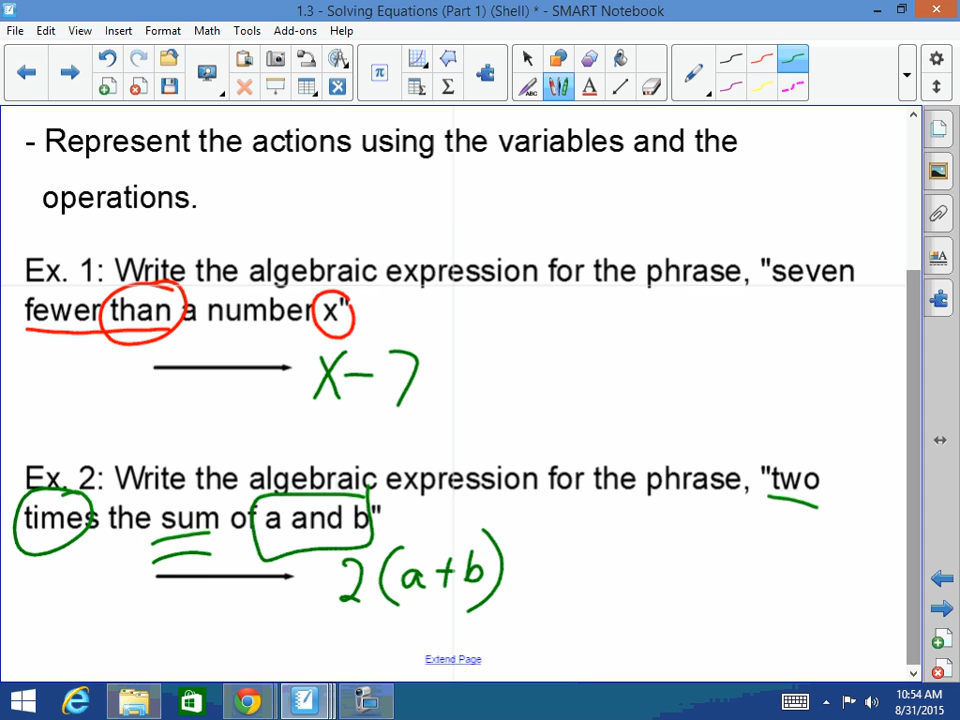 1.3 - Solving Equations (Part 1) (Shell) * - SMART Notebook
File Edit View Insert Format Math Tools Add-ons Help
- Represent the actions using the variables and the
operations.
Ex. 1: Write the algebraic expression for the phrase, "seven
fewer than a number x"
x - 7
Ex. 2: Write the algebraic expression for the phrase, "two
times the sum of a and b"
2(a+b)
Extend Page
10:54 AM
8/31/2015